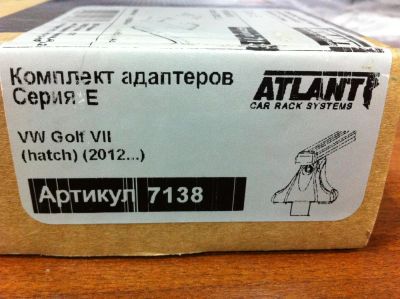 Комплект адаптеров
Серия E
ATLANT
CAR RACK SYSTEMS
VW Golf VII
(hatch) (2012...)
Артикул 7138